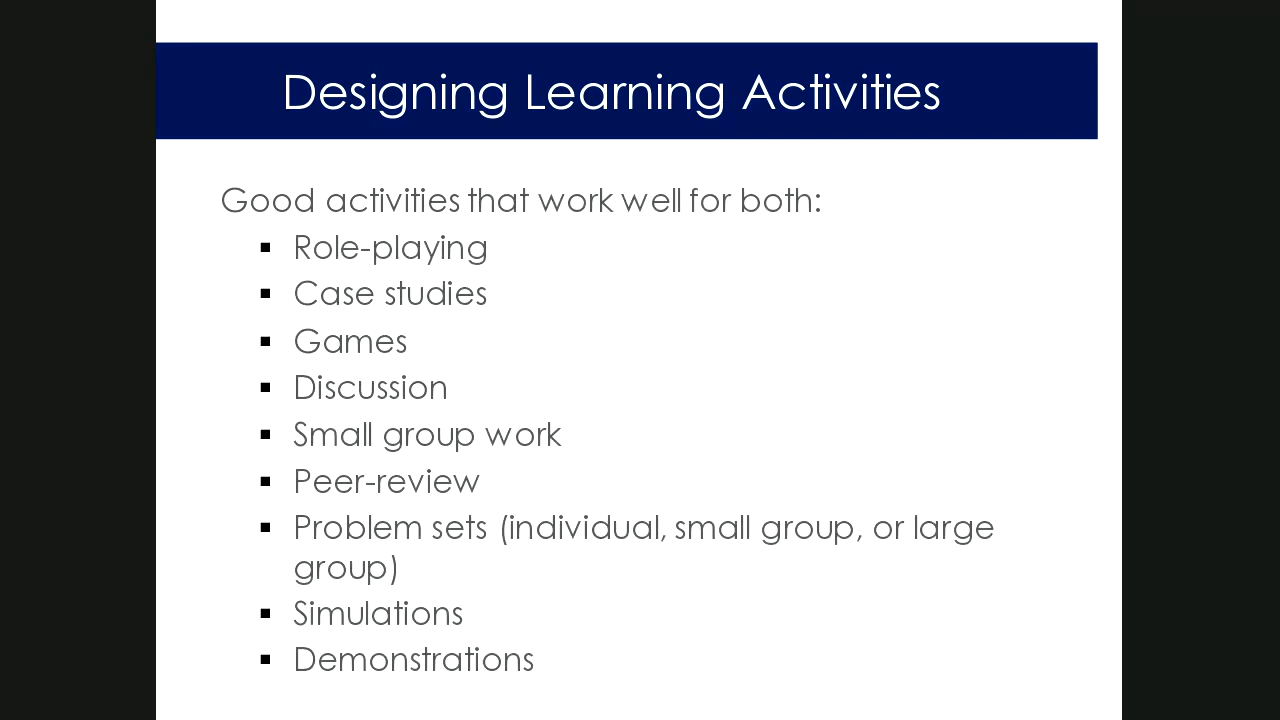 Designing Learning Activities
Good activities that work well for both:
▪ Role-playing
▪ Case studies
▪ Games
▪ Discussion
▪ Small group work
▪ Peer-review
▪ Problem sets (individual, small group, or large
group)
▪ Simulations
▪ Demonstrations